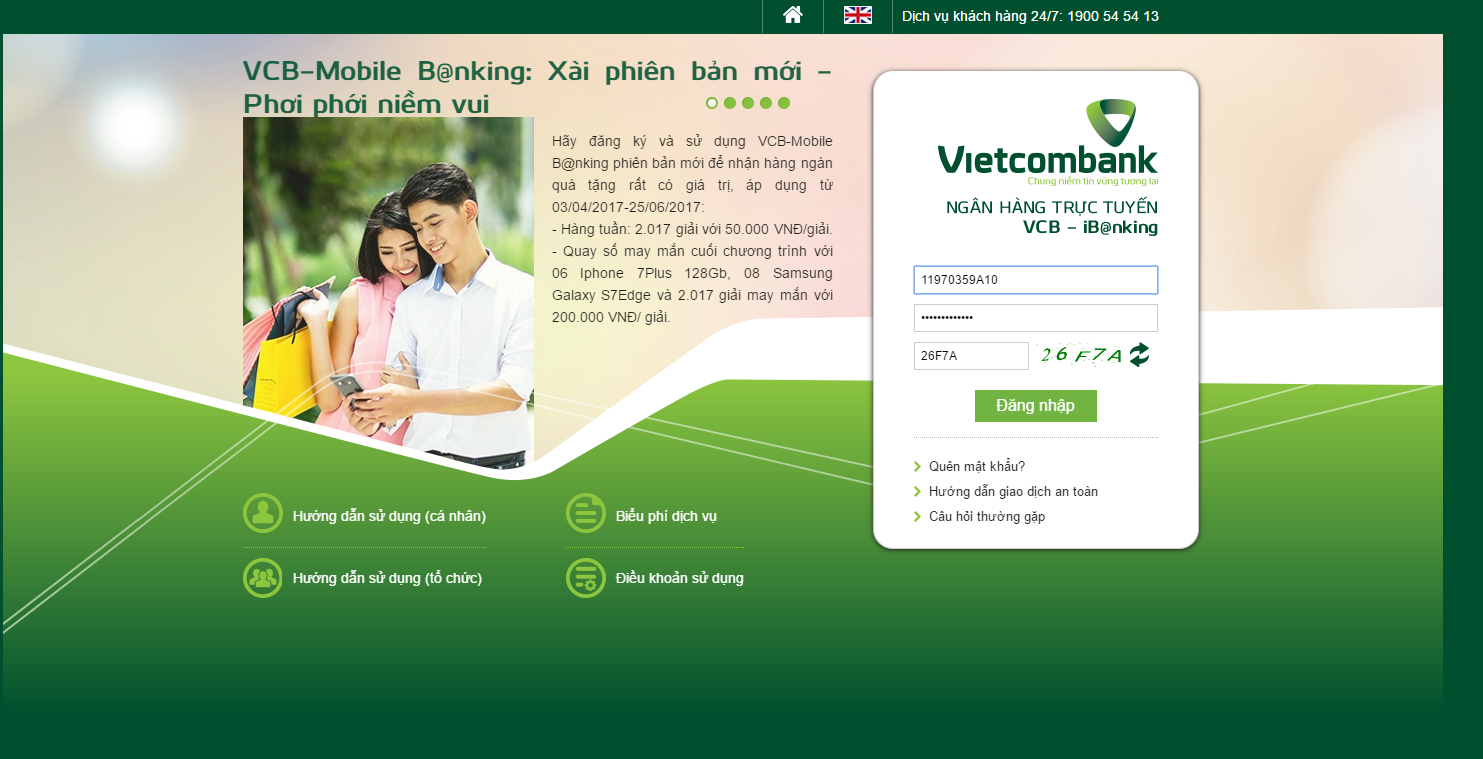 Dịch vụ khách hàng 24/7: 1900 54 54 13
VCB-Mobile B@nking: Xài phiên bản mới -
Phơi phới niềm vui
Hãy đăng ký và sử dụng VCB-Mobile
B@nking phiên bản mới để nhận hàng ngàn
quà tặng rất có giá trị, áp dụng từ
03/04/2017-25/06/2017:
- Hàng tuần: 2.017 giải với 50.000 VNĐ/giải.
- Quay số may mắn cuối chương trình với
06 Iphone 7Plus 128Gb, 08 Samsung
Galaxy S7Edge và 2.017 giải may mắn với
200.000 VNĐ/ giải.
Vietcombank
Chung niềm tin vững tương lai
NGÂN HÀNG TRỰC TUYẾN
VCB - iB@nking
11970359A10
•••••••••••••
26F7A 26F7A
Đăng nhập
Quên mật khẩu?
Hướng dẫn giao dịch an toàn
Câu hỏi thường gặp
Hướng dẫn sử dụng (cá nhân)
Biểu phí dịch vụ
Hướng dẫn sử dụng (tổ chức)
Điều khoản sử dụng